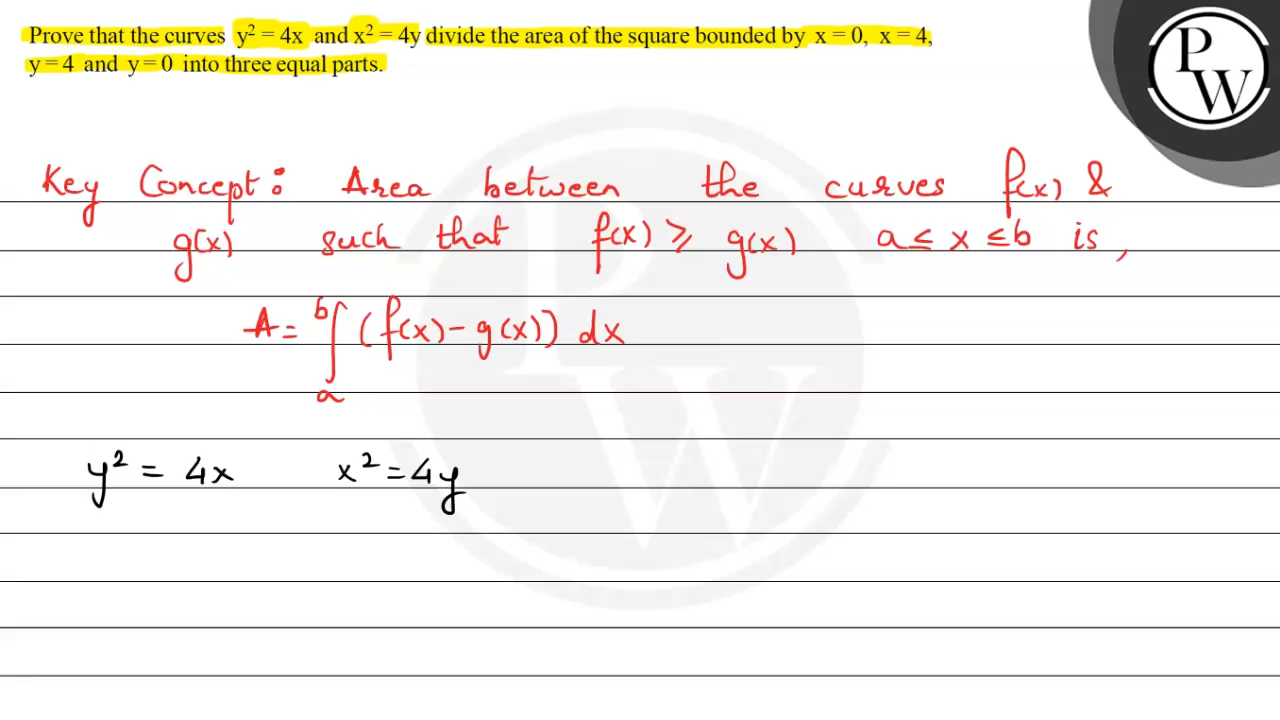 Prove that the curves y² = 4x and x² = 4y divide the area of the square bounded by x = 0, x = 4,
y = 4 and y = 0 into three equal parts.
P
W
Key Concept: Area between the curves f(x) &
g(x) such that f(x) ≥ g(x) a ≤ x ≤ b is,
A = ∫ₐᵇ (f(x) - g(x)) dx
y² = 4x x² = 4y